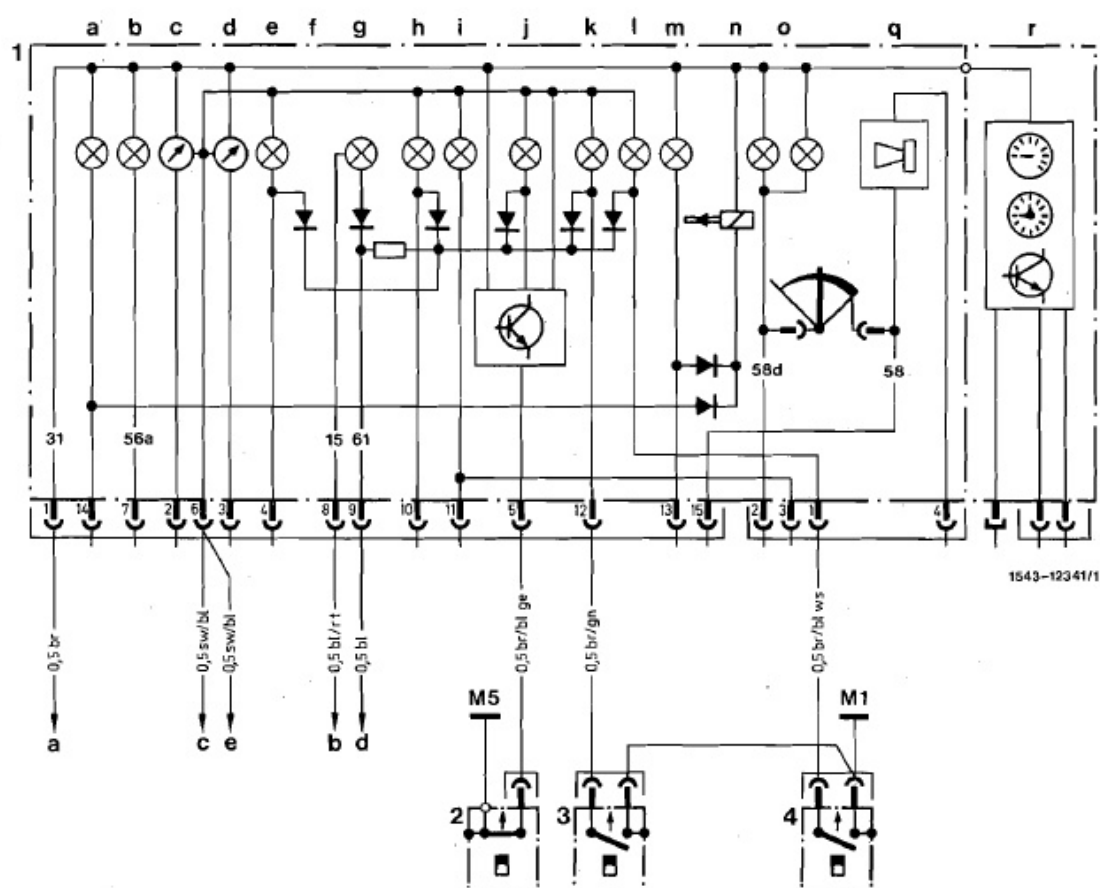 a b c d e f g h i j k l m n o q r
1
58d 58
31 56a 15 61
1 14 7 2 6 3 4 8 9 10 11 5 12 13 15 2 3 1 4
1543-12341/1
0,5 br 0,5 sw/bl 0,5 sw/bl 0,5 bl/rt 0,5 bl 0,5 br/bl ge 0,5 br/gn 0,5 br/bl ws
M5 M1
a c e b d
2 3 4